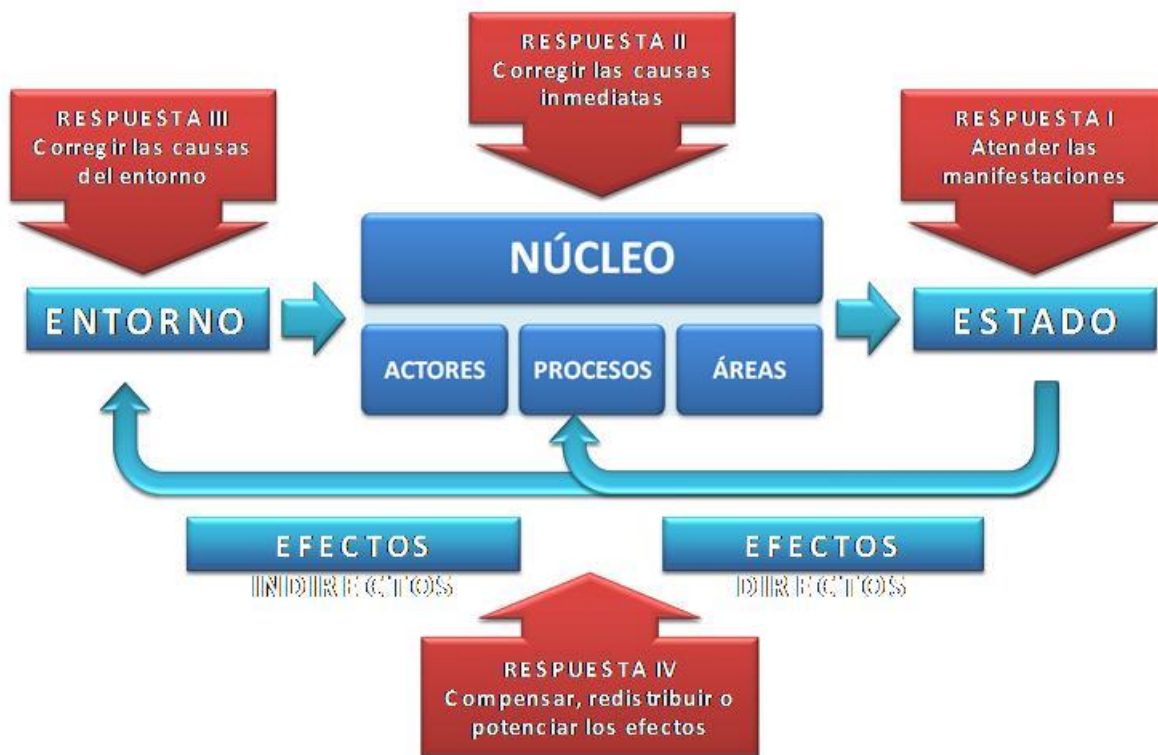 RESPUESTA II
Corregir las causas
inmediatas
RESPUESTA III
Corregir las causas
del entorno
RESPUESTA I
Atender las
manifestaciones
NÚCLEO
ENTORNO
ESTADO
ACTORES
PROCESOS
ÁREAS
EFECTOS
INDIRECTOS
EFECTOS
DIRECTOS
RESPUESTA IV
Compensar, redistribuir o
potenciar los efectos